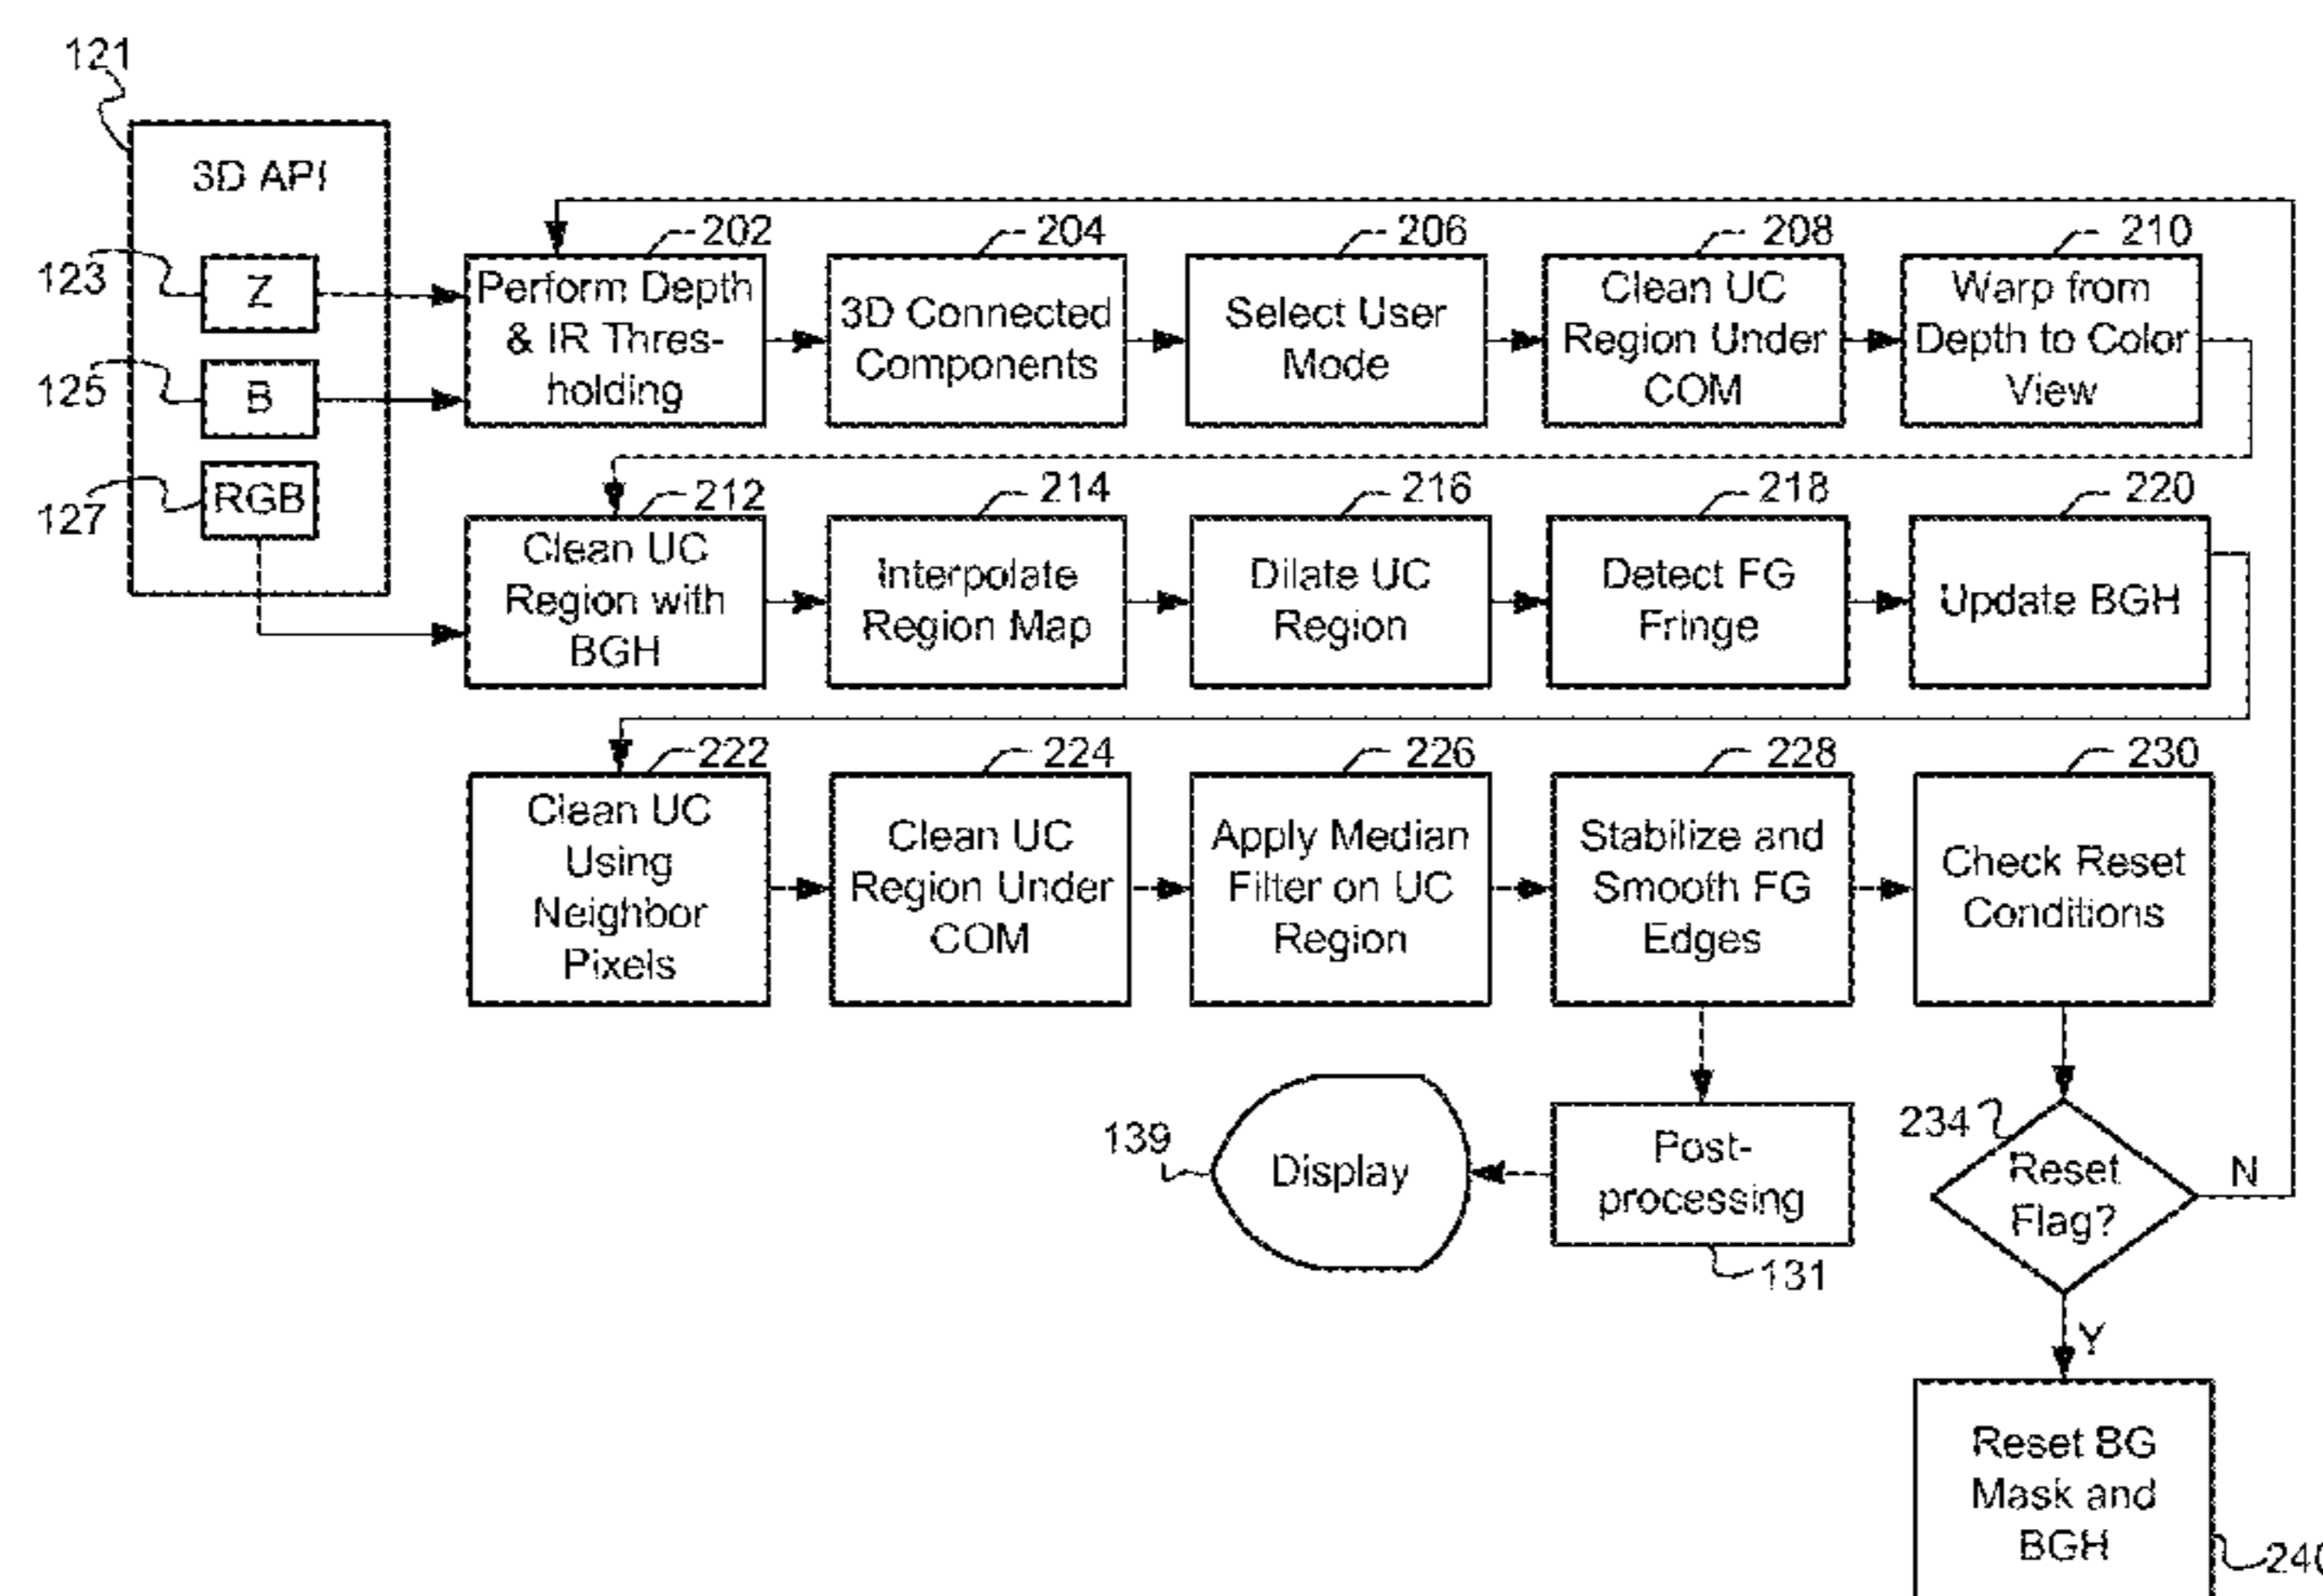 121
3D API
123
Z
125
B
127
RGB
202
Perform Depth
& IR Thres-
holding
204
3D Connected
Components
206
Select User
Mode
208
Clean UC
Region Under
COM
210
Warp from
Depth to Color
View
212
Clean UC
Region with
BGH
214
Interpolate
Region Map
216
Dilate UC
Region
218
Detect FG
Fringe
220
Update BGH
222
Clean UC
Using
Neighbor
Pixels
224
Clean UC
Region Under
COM
226
Apply Median
Filter on UC
Region
228
Stabilize and
Smooth FG
Edges
230
Check Reset
Conditions
139
Display
Post-
processing
131
234
Reset
Flag?
N
Y
Reset BG
Mask and
BGH
240